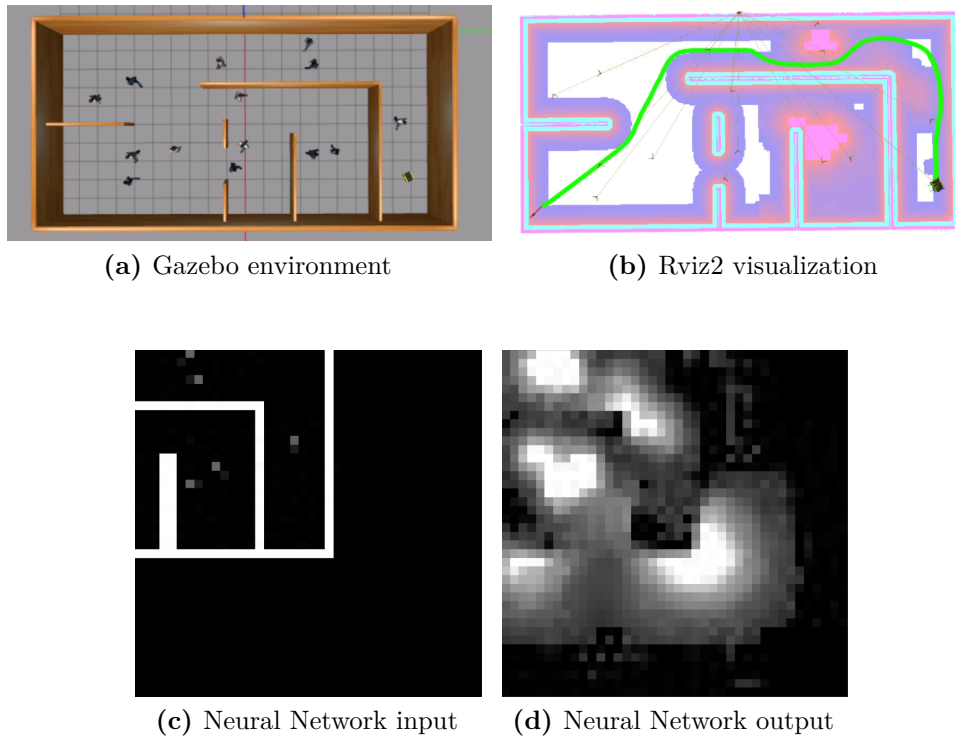 (a) Gazebo environment
(b) Rviz2 visualization
(c) Neural Network input
(d) Neural Network output